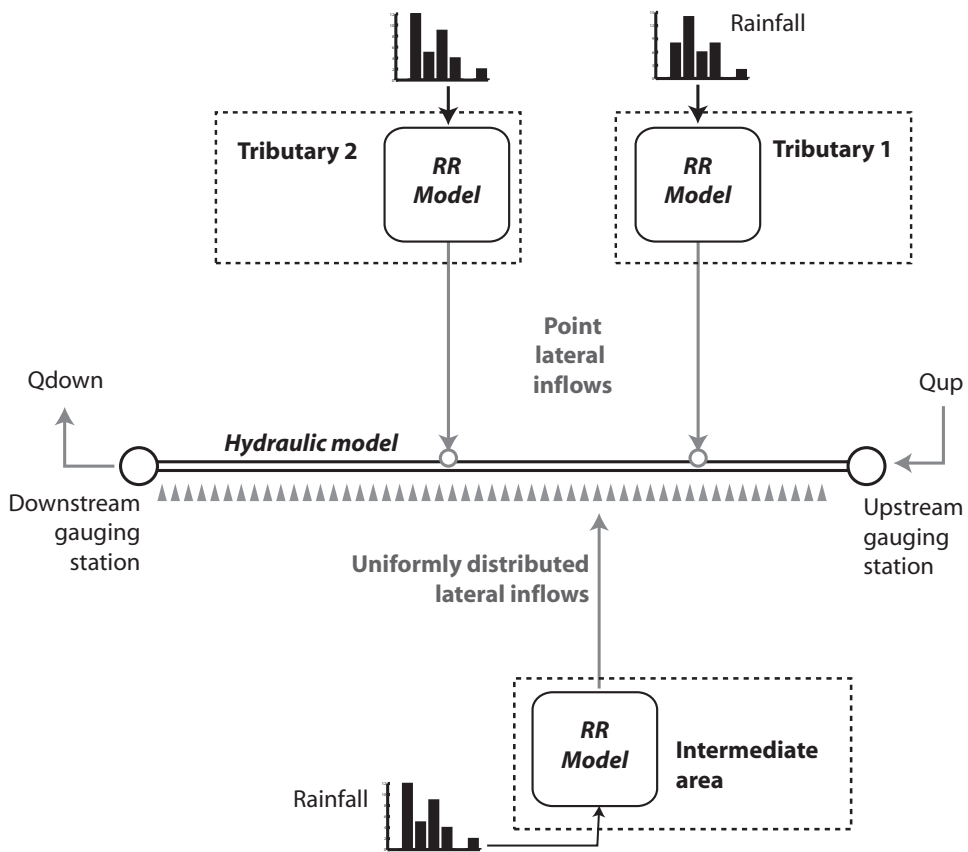 Rainfall
Tributary 2
RR
Model
Tributary 1
RR
Model
Point
lateral
inflows
Qdown
Qup
Hydraulic model
Downstream
gauging
station
Upstream
gauging
station
Uniformly distributed
lateral inflows
RR
Model
Intermediate
area
Rainfall